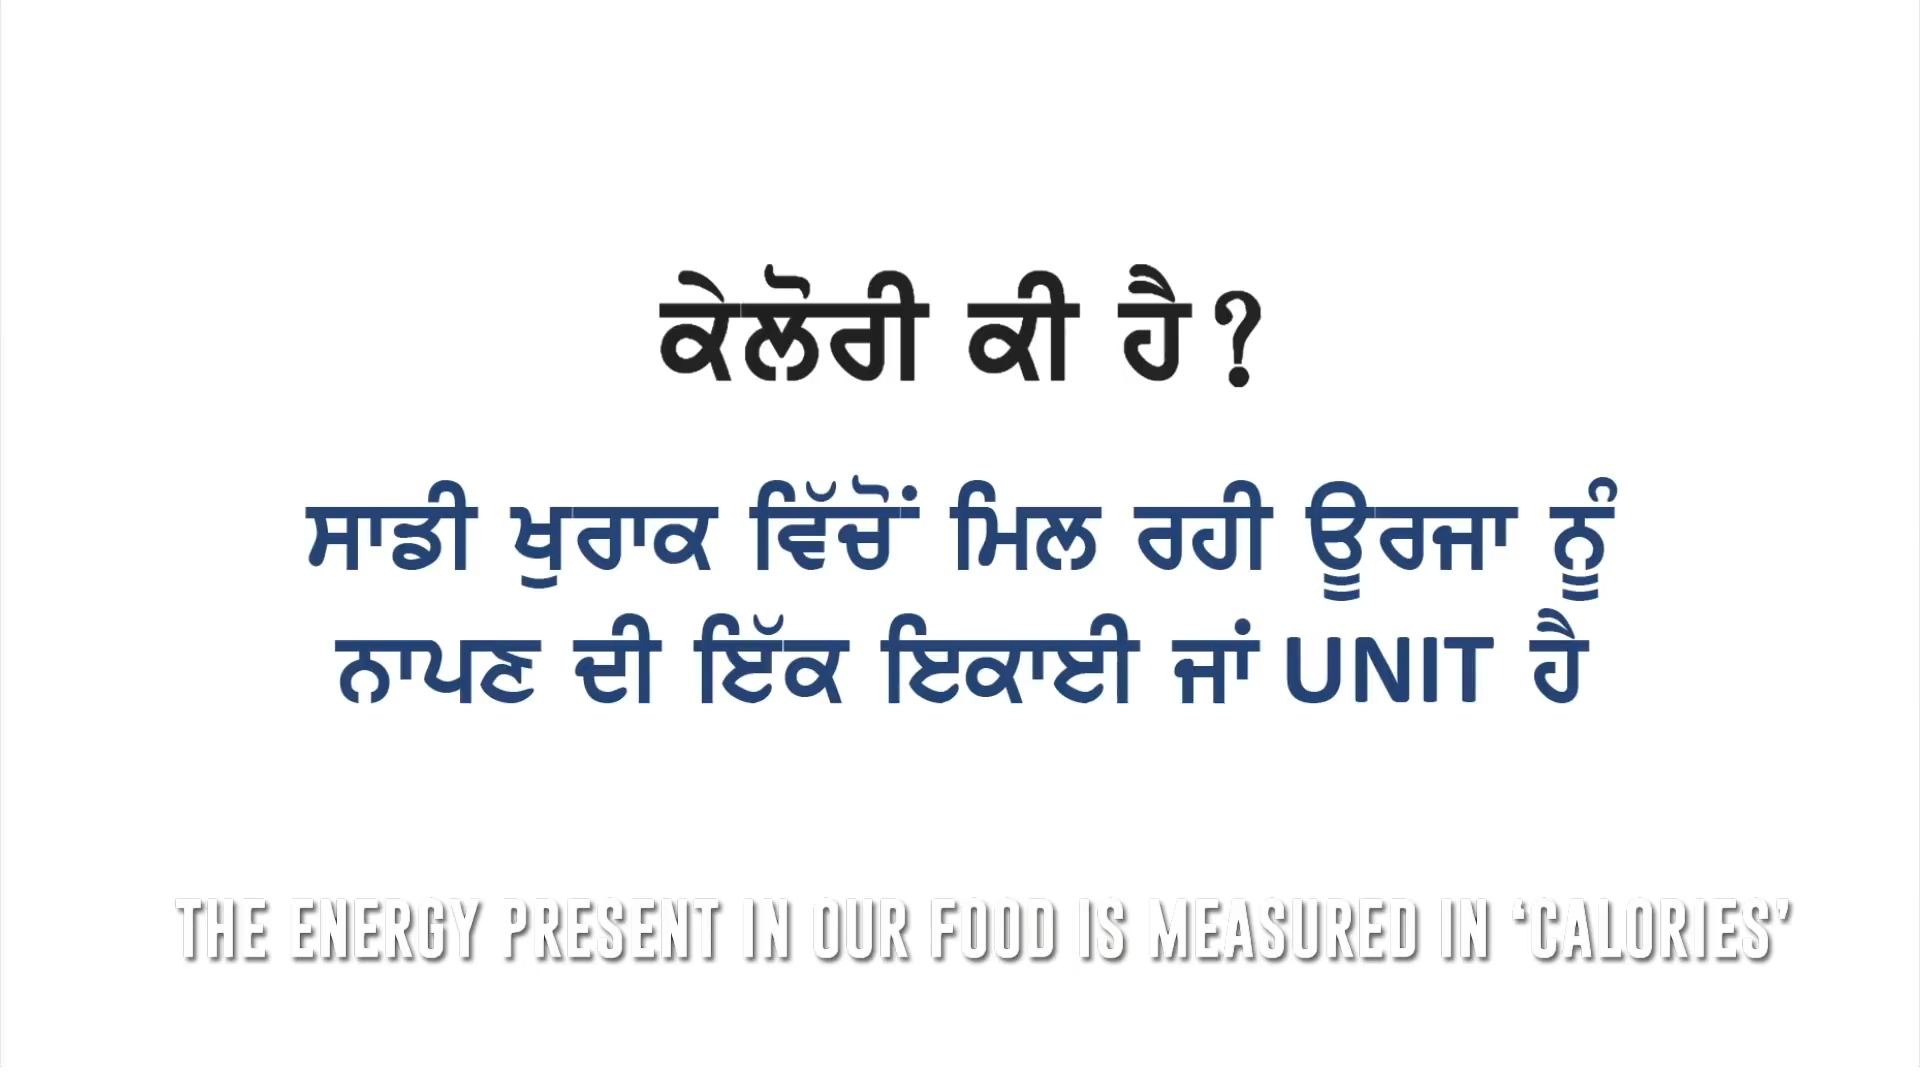 ਕੇਲੋਰੀ ਕੀ ਹੈ?
ਸਾਡੀ ਖੁਰਾਕ ਵਿੱਚੋਂ ਮਿਲ ਰਹੀ ਊਰਜਾ ਨੂੰ
ਨਾਪਣ ਦੀ ਇੱਕ ਇਕਾਈ ਜਾਂ UNIT ਹੈ
THE ENERGY PRESENT IN OUR FOOD IS MEASURED IN ‘CALORIES’